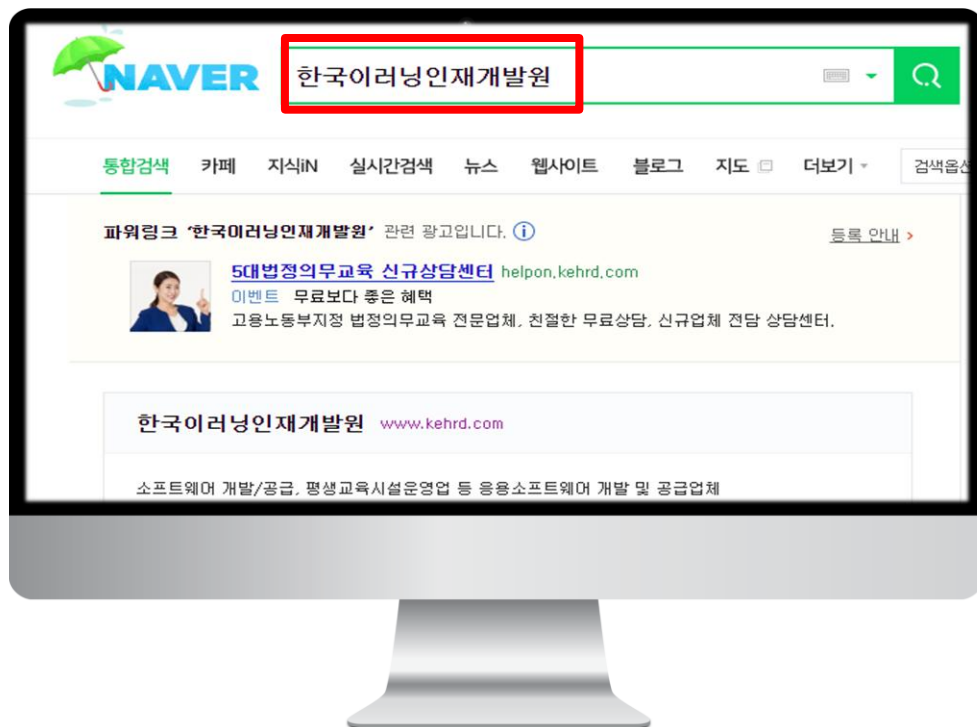 NAVER 한국이러닝인재개발원
통합검색 카페 지식iN 실시간검색 뉴스 웹사이트 블로그 지도 더보기 검색옵션
파워링크 '한국이러닝인재개발원' 관련 광고입니다. 등록 안내 >
5대법정의무교육 신규상담센터 helpon.kehrd.com
이벤트 무료보다 좋은 혜택
고용노동부지정 법정의무교육 전문업체, 친절한 무료상담, 신규업체 전담 상담센터.
한국이러닝인재개발원 www.kehrd.com
소프트웨어 개발/공급, 평생교육시설운영업 등 응용소프트웨어 개발 및 공급업체